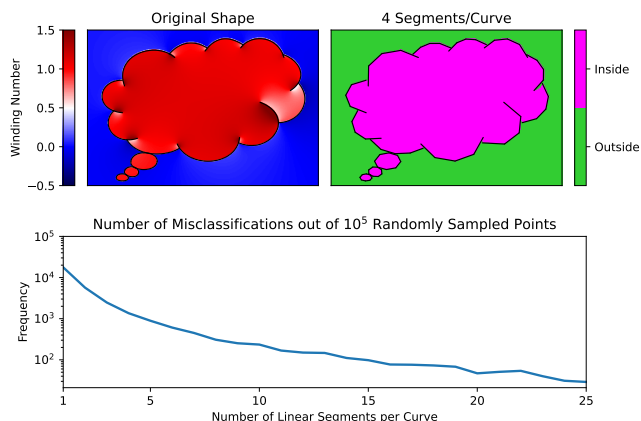 Original Shape
4 Segments/Curve
Winding Number
1.5
1.0
0.5
0.0
−0.5
Inside
Outside
Number of Misclassifications out of 10⁵ Randomly Sampled Points
Frequency
10⁵
10⁴
10³
10²
1 5 10 15 20 25
Number of Linear Segments per Curve